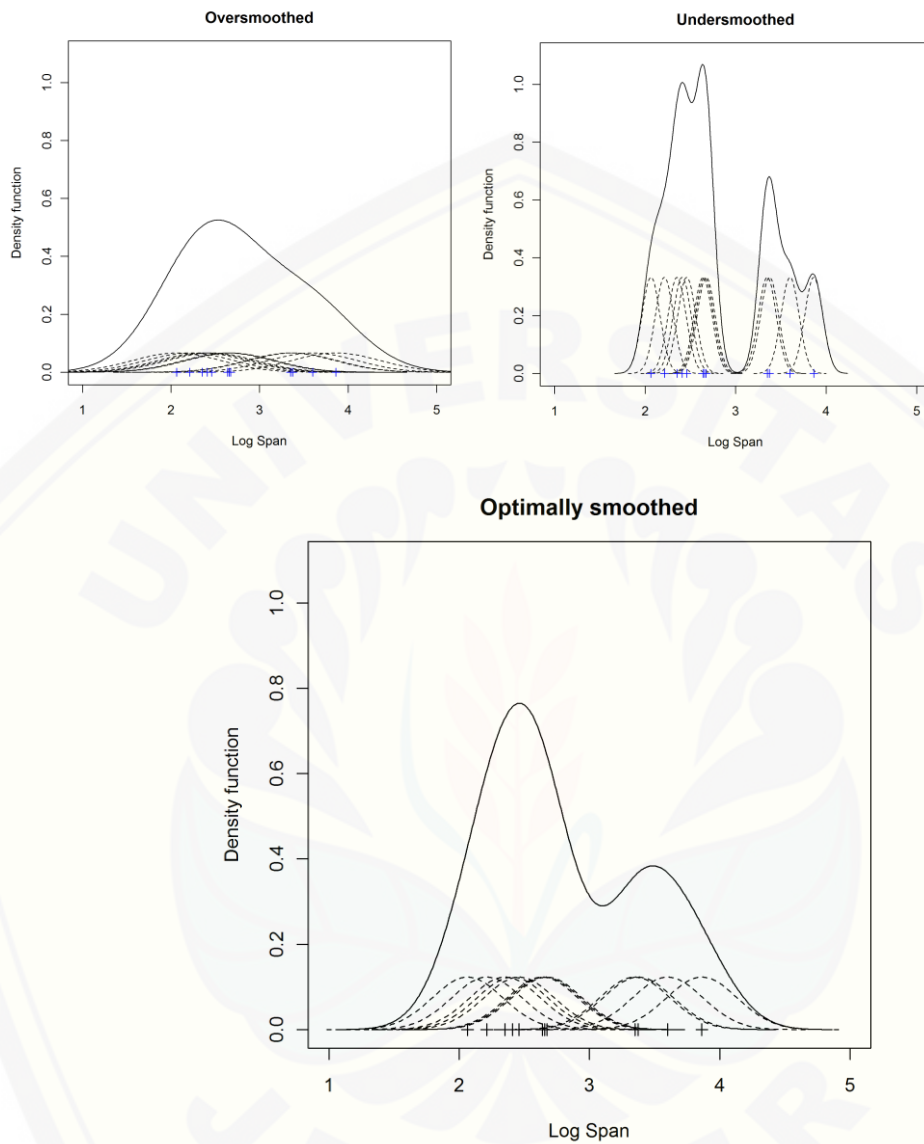 Oversmoothed
Density function
1.0
0.8
0.6
0.4
0.2
0.0
1 2 3 4 5
Log Span
Undersmoothed
Density function
1.0
0.8
0.6
0.4
0.2
0.0
1 2 3 4 5
Log Span
Optimally smoothed
Density function
1.0
0.8
0.6
0.4
0.2
0.0
1 2 3 4 5
Log Span
UNIVERSITAS
JEMBER